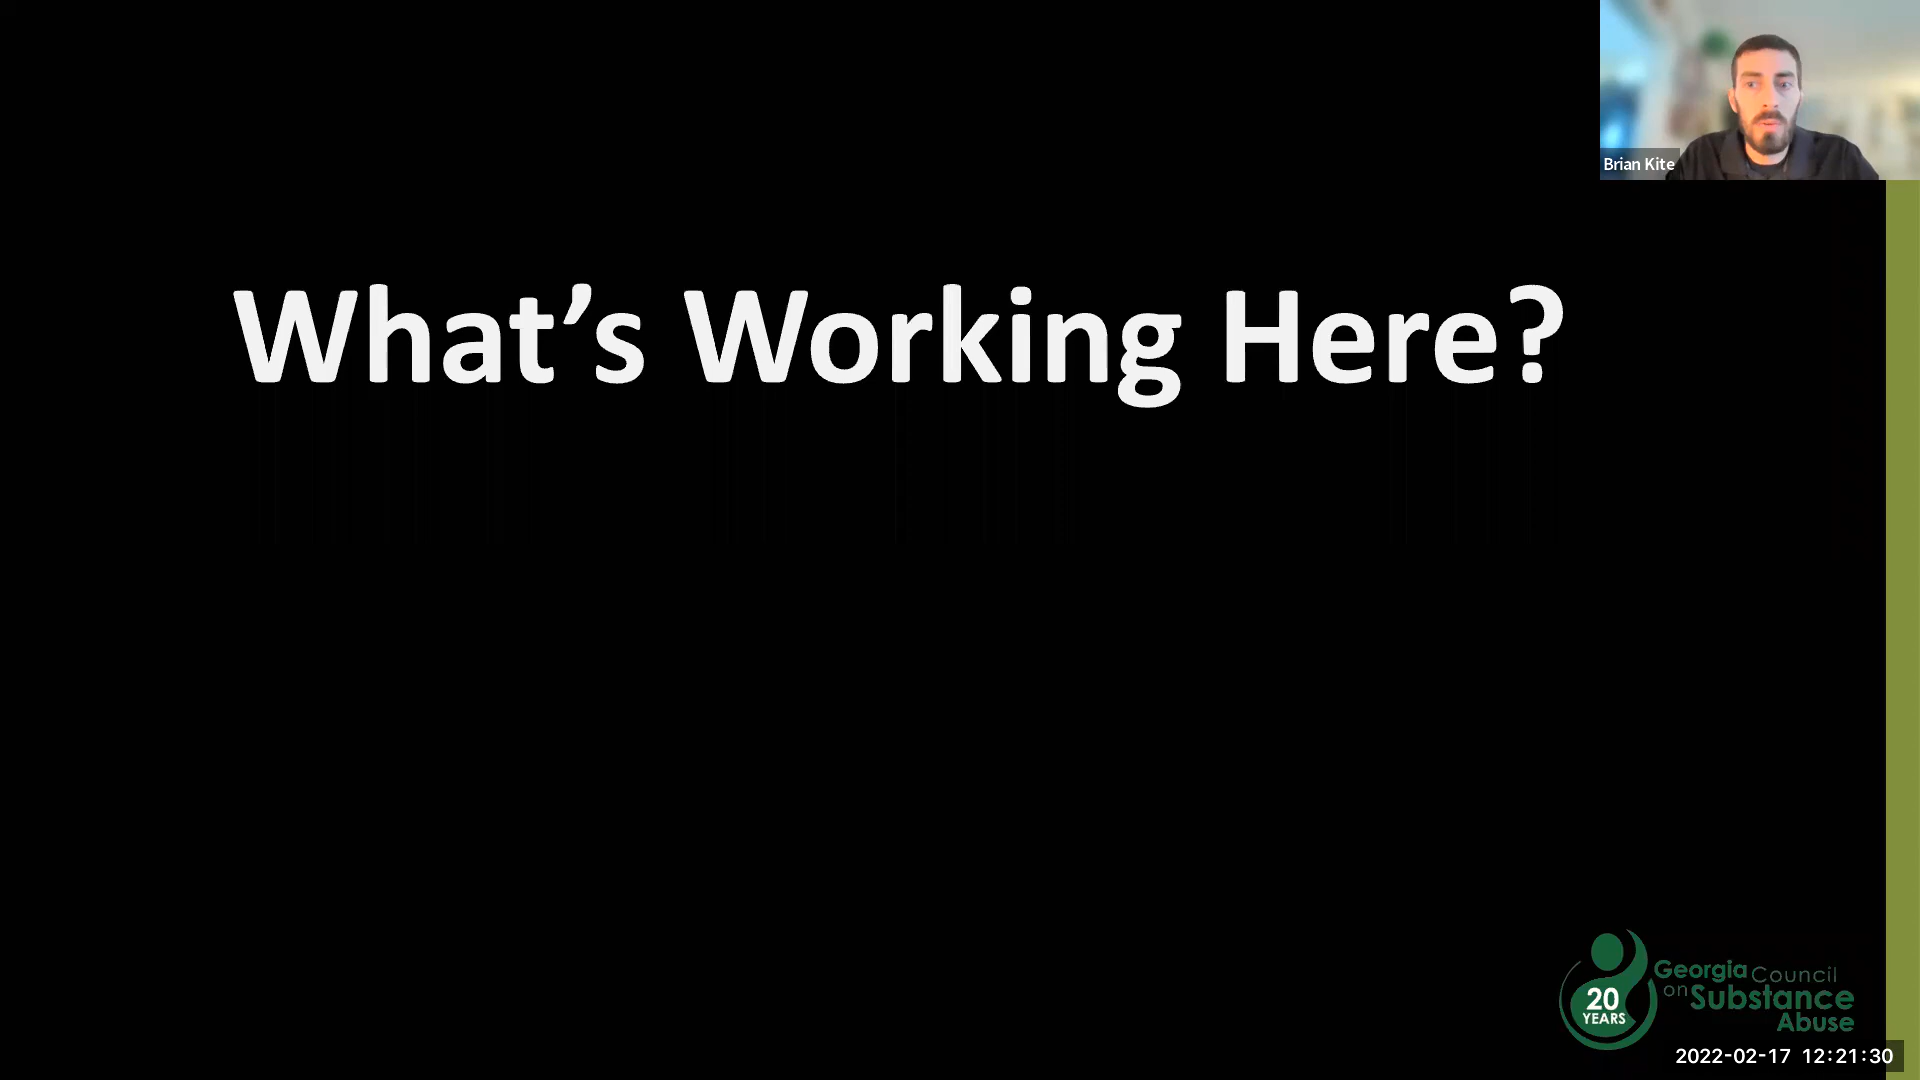 Brian Kite
What’s Working Here?
Georgia Council
on Substance
Abuse
20
YEARS
2022-02-17 12:21:30